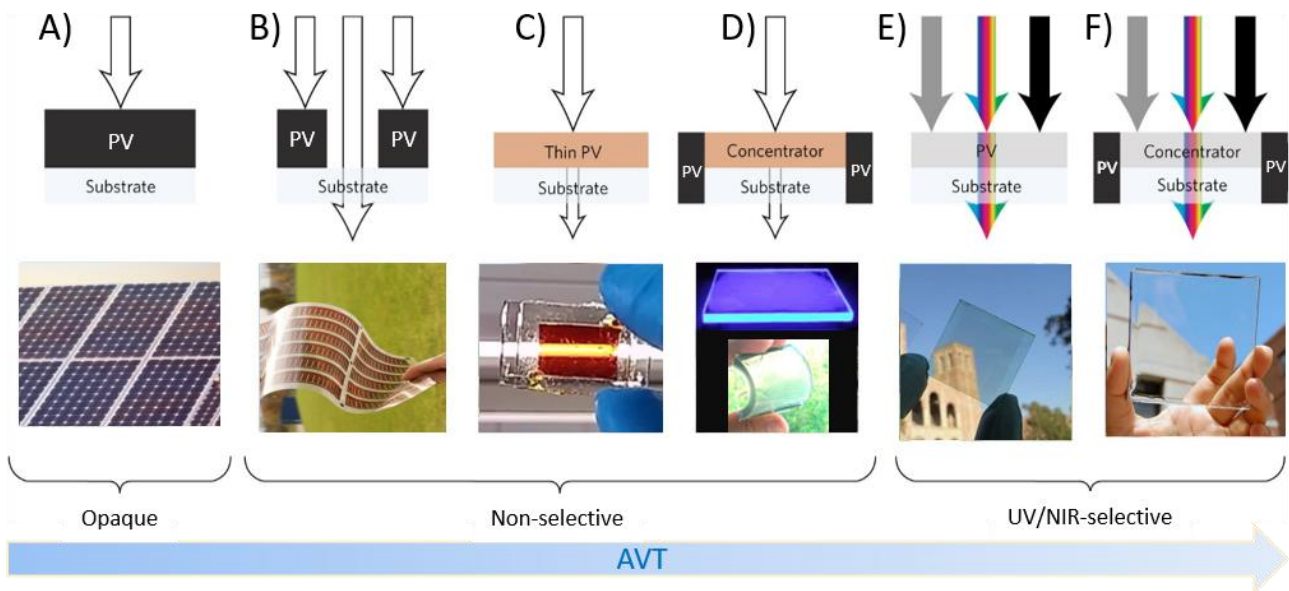 A)
B)
C)
D)
E)
F)
PV
Substrate
PV
PV
Substrate
Thin PV
Substrate
PV
Concentrator
PV
Substrate
PV
Substrate
PV
Concentrator
PV
Substrate
Opaque
Non-selective
UV/NIR-selective
AVT